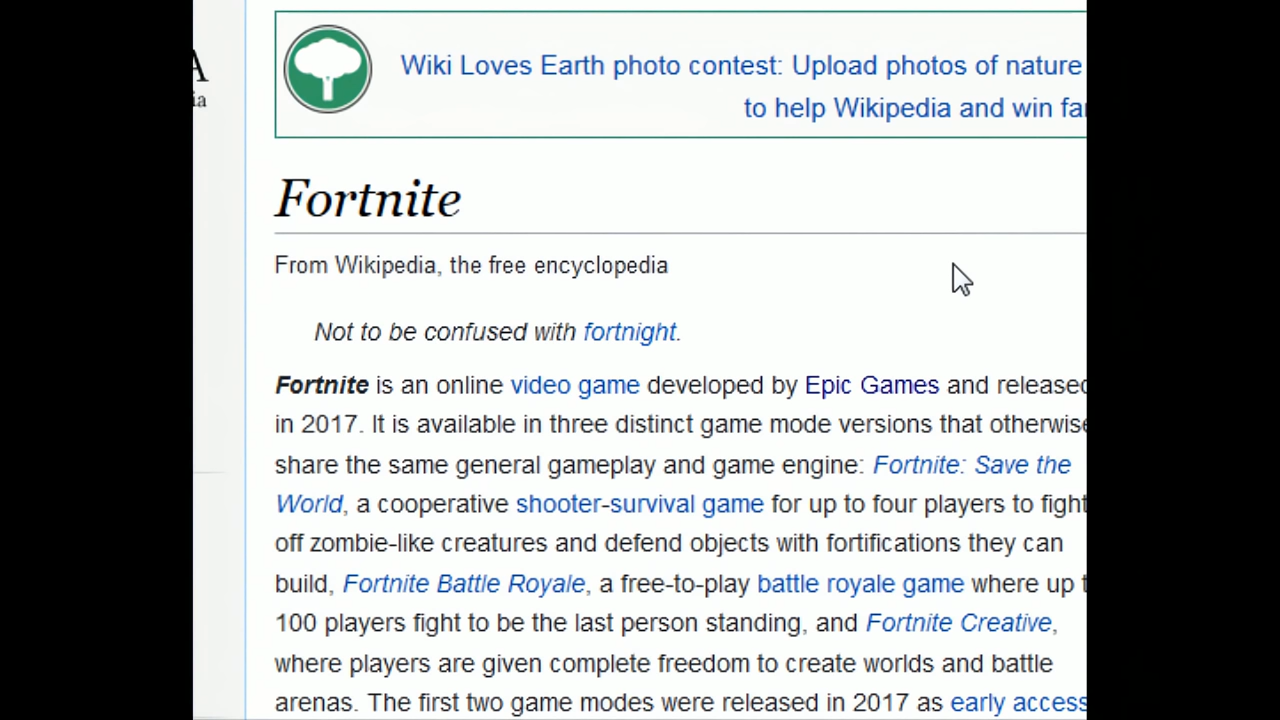 A
ia
Wiki Loves Earth photo contest: Upload photos of nature
to help Wikipedia and win
Fortnite
From Wikipedia, the free encyclopedia
Not to be confused with fortnight.
Fortnite is an online video game developed by Epic Games and released
in 2017. It is available in three distinct game mode versions that otherwise
share the same general gameplay and game engine: Fortnite: Save the
World, a cooperative shooter-survival game for up to four players to fight
off zombie-like creatures and defend objects with fortifications they can
build, Fortnite Battle Royale, a free-to-play battle royale game where up t
100 players fight to be the last person standing, and Fortnite Creative,
where players are given complete freedom to create worlds and battle
arenas. The first two game modes were released in 2017 as early access